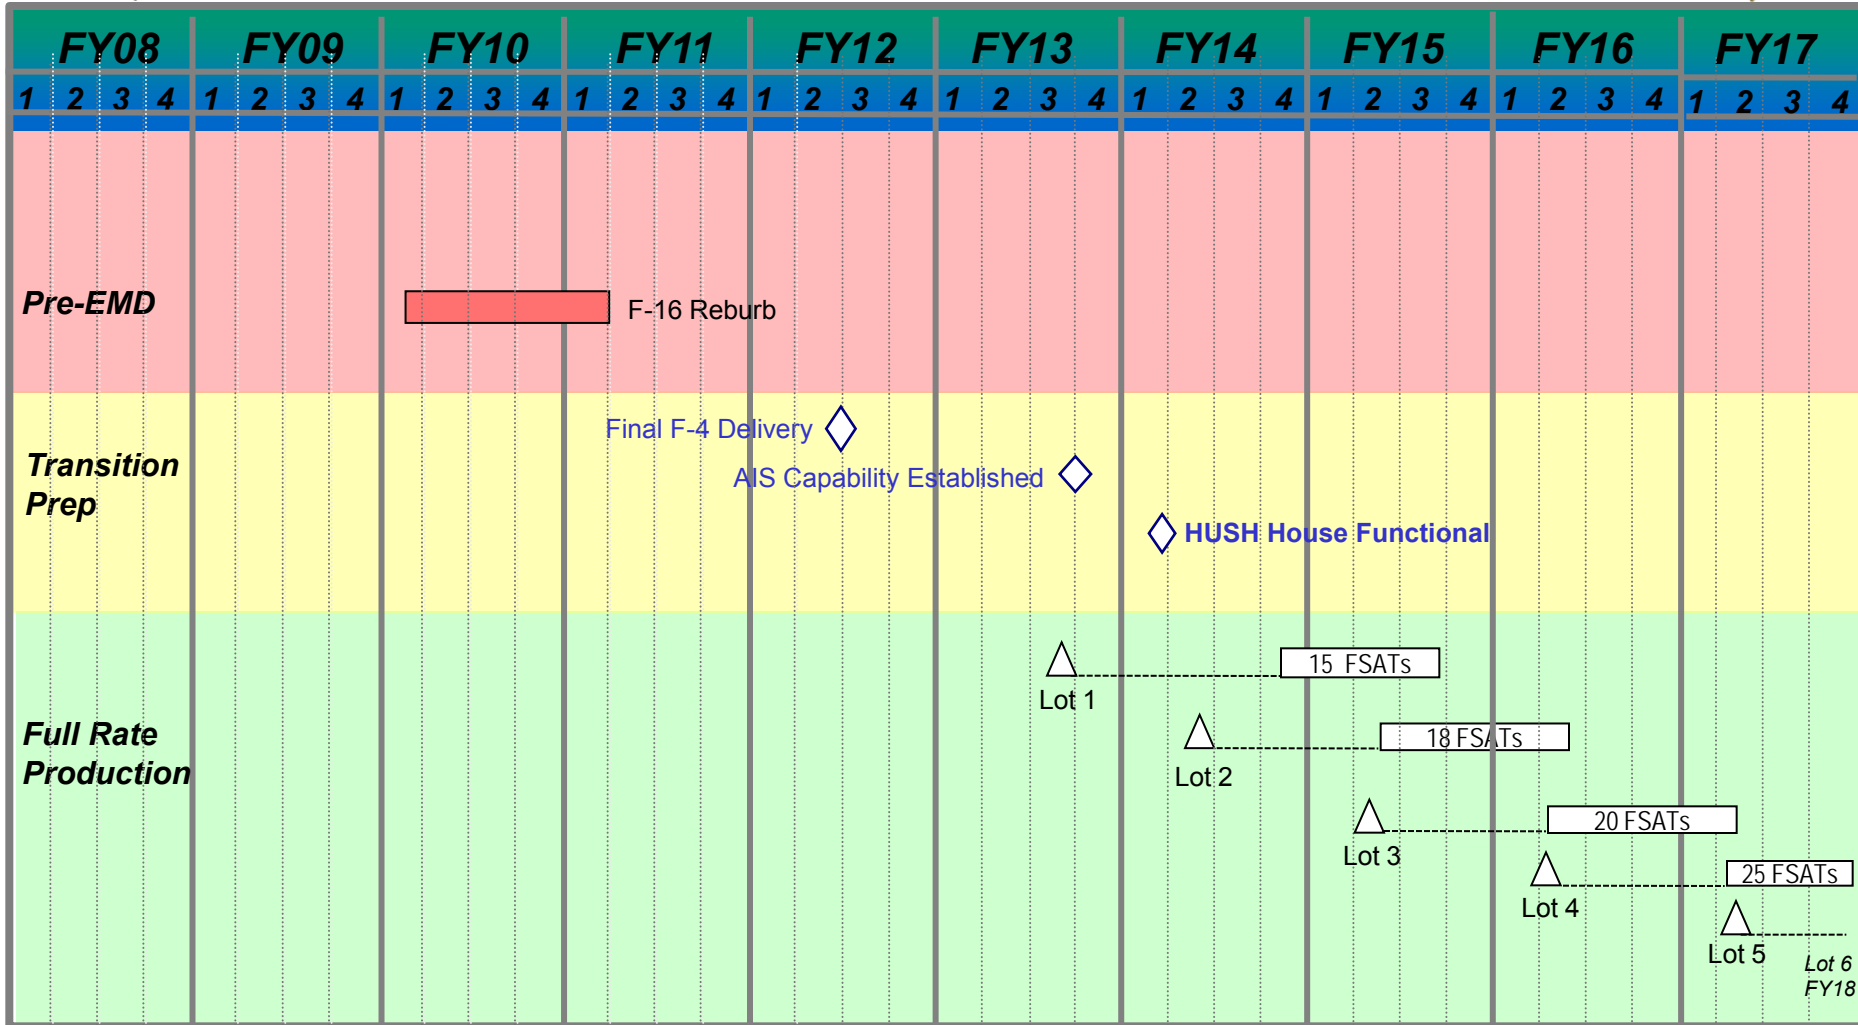 FY08 FY09 FY10 FY11 FY12 FY13 FY14 FY15 FY16 FY17
1 2 3 4 1 2 3 4 1 2 3 4 1 2 3 4 1 2 3 4 1 2 3 4 1 2 3 4 1 2 3 4 1 2 3 4 1 2 3 4
Pre-EMD
F-16 Reburb
Transition
Prep
Final F-4 Delivery
AIS Capability Established
HUSH House Functional
Full Rate
Production
15 FSATs
Lot 1
18 FSATs
Lot 2
20 FSATs
Lot 3
25 FSATs
Lot 4
Lot 5
Lot 6
FY18